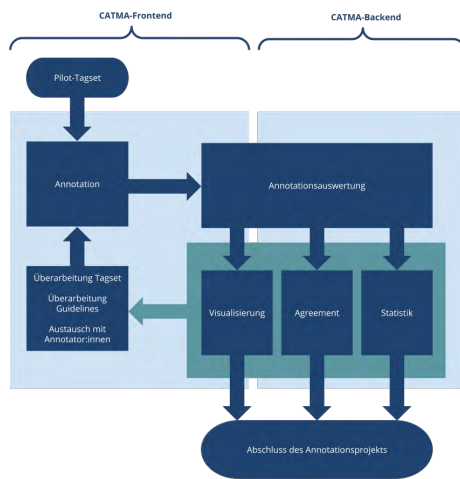 CATMA-Frontend
CATMA-Backend
Pilot-Tagset
Annotation
Annotationsauswertung
Überarbeitung Tagset
Überarbeitung
Guidelines
Austausch mit
Annotator:innen
Visualisierung
Agreement
Statistik
Abschluss des Annotationsprojekts